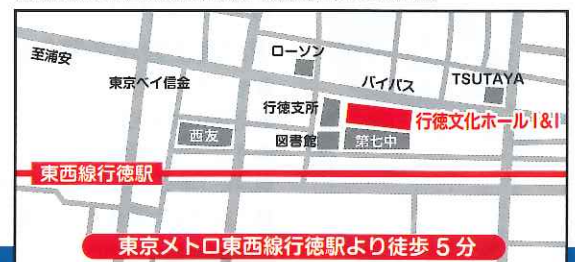 至浦安
ローソン
東京ベイ信金
バイパス
TSUTAYA
行徳支所
行徳文化ホールI&I
西友
図書館
第七中
東西線行徳駅
東京メトロ東西線行徳駅より徒歩5分